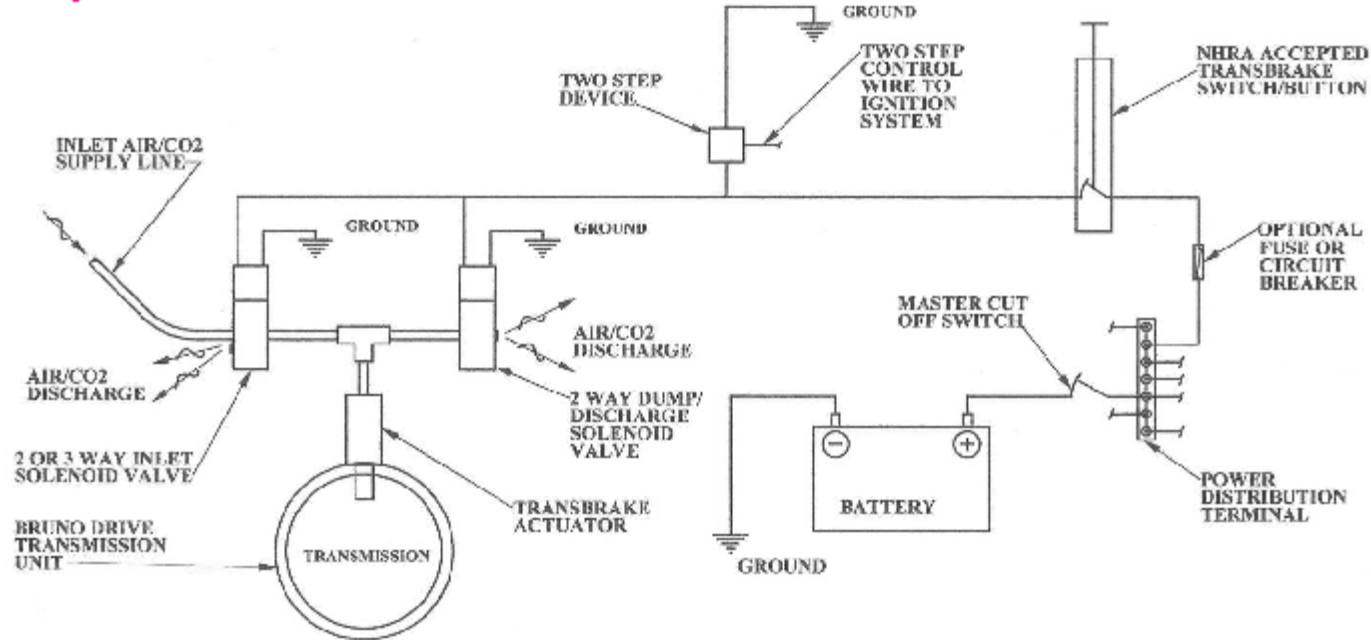 GROUND
TWO STEP
DEVICE
TWO STEP
CONTROL
WIRE TO
IGNITION
SYSTEM
NHRA ACCEPTED
TRANSBRAKE
SWITCH/BUTTON
INLET AIR/CO2
SUPPLY LINE
GROUND
GROUND
OPTIONAL
FUSE OR
CIRCUIT
BREAKER
MASTER CUT
OFF SWITCH
AIR/CO2
DISCHARGE
AIR/CO2
DISCHARGE
2 WAY DUMP/
DISCHARGE
SOLENOID
VALVE
2 OR 3 WAY INLET
SOLENOID VALVE
− +
BATTERY
POWER
DISTRIBUTION
TERMINAL
TRANSBRAKE
ACTUATOR
BRUNO DRIVE
TRANSMISSION
UNIT
TRANSMISSION
GROUND